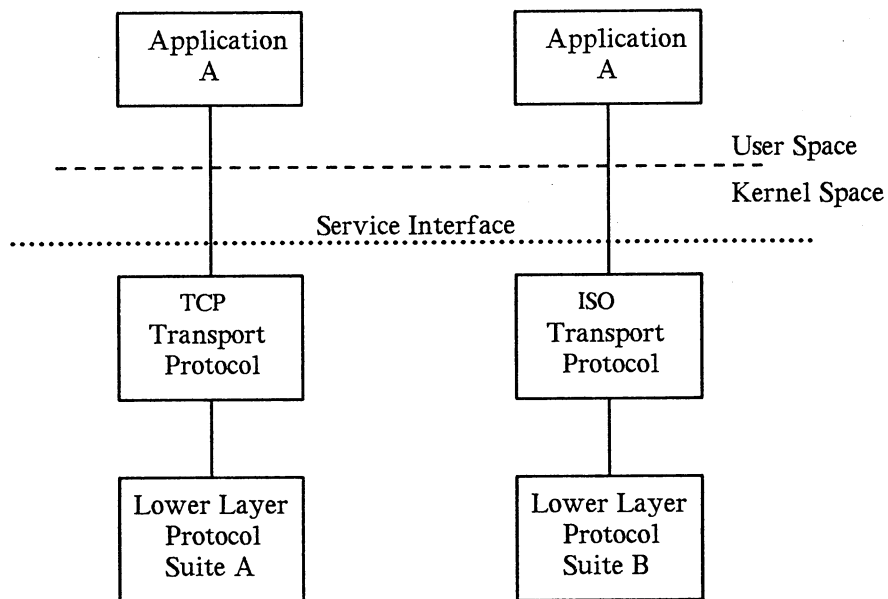 Application
A
Application
A
User Space
Kernel Space
Service Interface
TCP
Transport
Protocol
ISO
Transport
Protocol
Lower Layer
Protocol
Suite A
Lower Layer
Protocol
Suite B